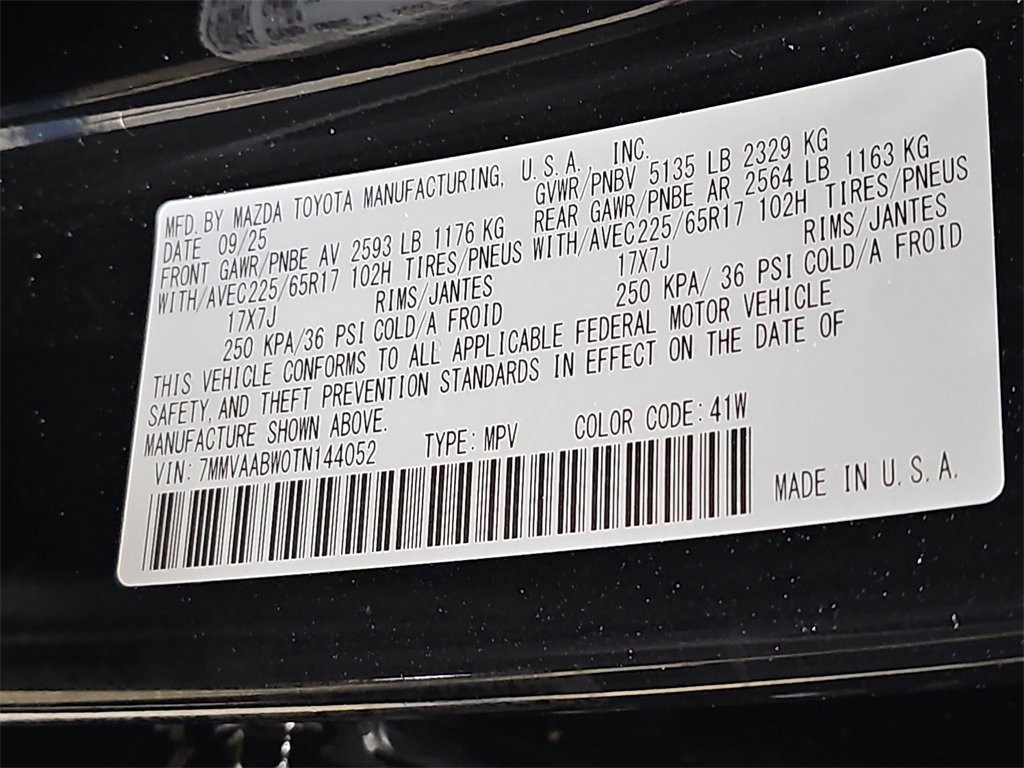 MFD. BY MAZDA TOYOTA MANUFACTURING, U.S.A., INC.
DATE 09/25 GVWR/PNBV 5135 LB 2329 KG
FRONT GAWR/PNBE AV 2593 LB 1176 KG REAR GAWR/PNBE AR 2564 LB 1163 KG
WITH/AVEC225/65R17 102H TIRES/PNEUS WITH/AVEC225/65R17 102H TIRES/PNEUS
17X7J RIMS/JANTES 17X7J RIMS/JANTES
250 KPA/36 PSI COLD/A FROID 250 KPA/ 36 PSI COLD/A FROID
THIS VEHICLE CONFORMS TO ALL APPLICABLE FEDERAL MOTOR VEHICLE
SAFETY, AND THEFT PREVENTION STANDARDS IN EFFECT ON THE DATE OF
MANUFACTURE SHOWN ABOVE.
VIN: 7MMVAABW0TN144052 TYPE: MPV COLOR CODE: 41W
MADE IN U.S.A.